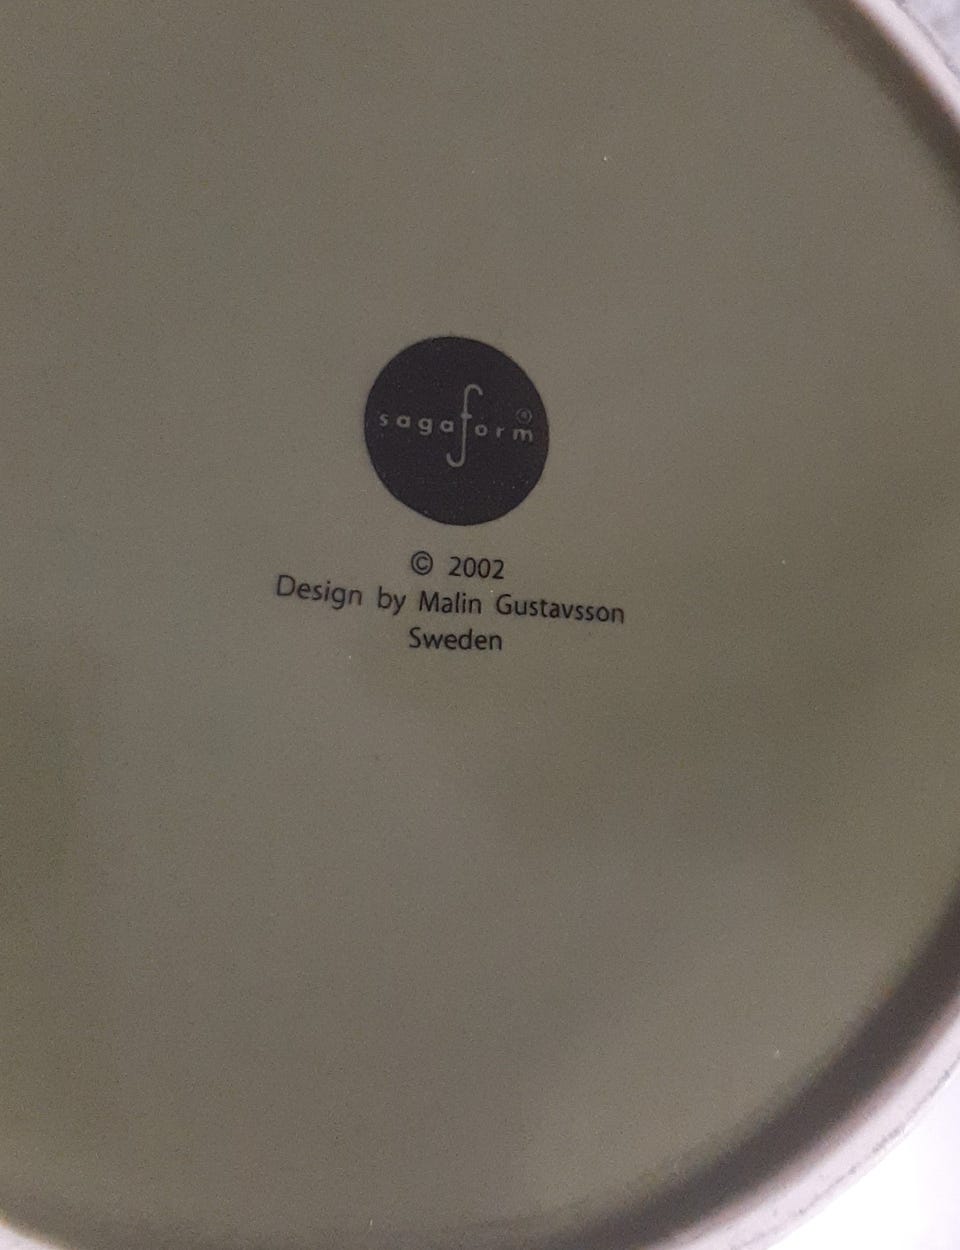 sagaform®
© 2002
Design by Malin Gustavsson
Sweden